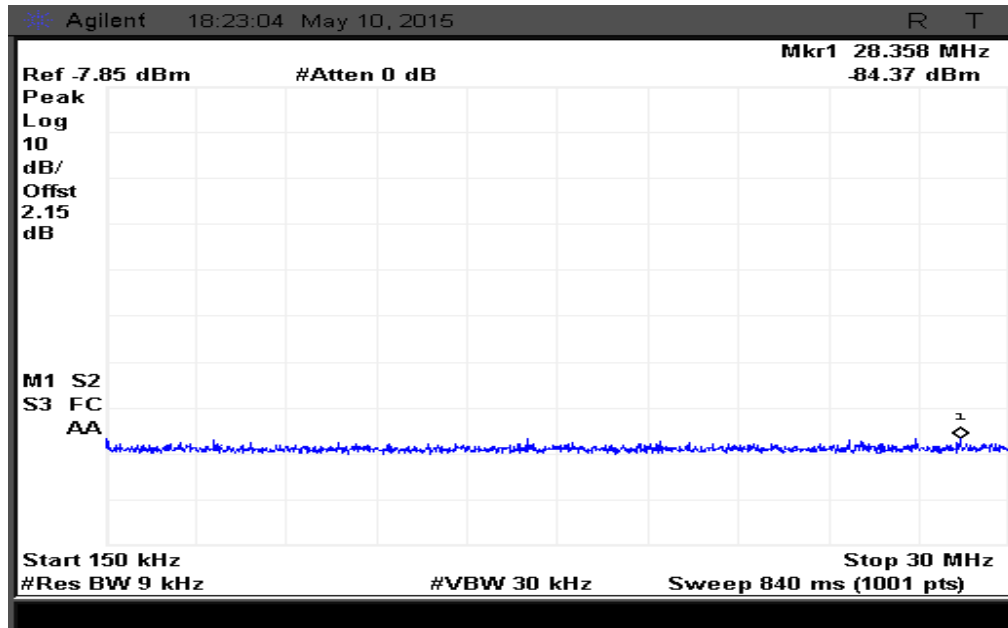 Agilent 18:23:04 May 10, 2015 R T
Mkr1 28.358 MHz
Ref -7.85 dBm #Atten 0 dB -84.37 dBm
Peak
Log
10
dB/
Offst
2.15
dB
M1 S2
S3 FC
AA
1
Start 150 kHz Stop 30 MHz
#Res BW 9 kHz #VBW 30 kHz Sweep 840 ms (1001 pts)